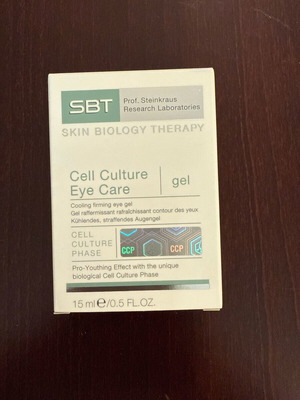 SBT
Prof. Steinkraus
Research Laboratories
SKIN BIOLOGY THERAPY
Cell Culture
Eye Care
gel
Cooling firming eye gel
Gel raffermissant rafraîchissant contour des yeux
Kühlendes, straffendes Augengel
CELL
CULTURE
PHASE
CCP
CCP
Pro-Youthing Effect with the unique
biological Cell Culture Phase
15 ml ℮/0.5 FL.OZ.